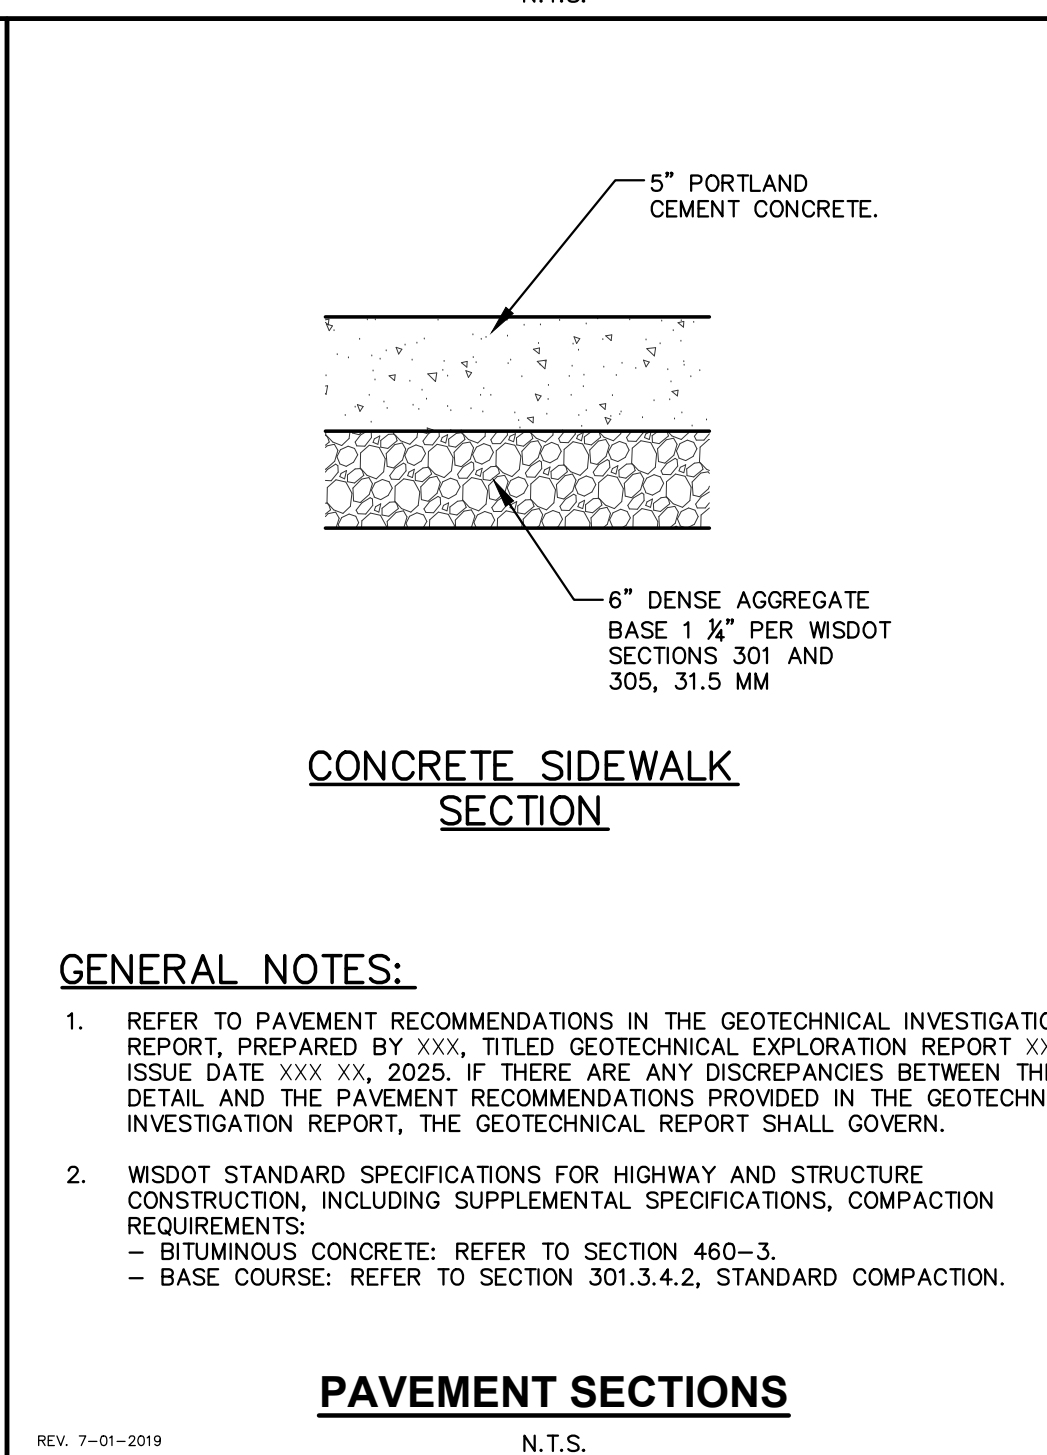 N.T.S.
5" PORTLAND
CEMENT CONCRETE.
6" DENSE AGGREGATE
BASE 1 ¼" PER WISDOT
SECTIONS 301 AND
305, 31.5 MM
CONCRETE SIDEWALK
SECTION
GENERAL NOTES:
1. REFER TO PAVEMENT RECOMMENDATIONS IN THE GEOTECHNICAL INVESTIGATIO
REPORT, PREPARED BY XXX, TITLED GEOTECHNICAL EXPLORATION REPORT XX
ISSUE DATE XXX XX, 2025. IF THERE ARE ANY DISCREPANCIES BETWEEN TH
DETAIL AND THE PAVEMENT RECOMMENDATIONS PROVIDED IN THE GEOTECHN
INVESTIGATION REPORT, THE GEOTECHNICAL REPORT SHALL GOVERN.
2. WISDOT STANDARD SPECIFICATIONS FOR HIGHWAY AND STRUCTURE
CONSTRUCTION, INCLUDING SUPPLEMENTAL SPECIFICATIONS, COMPACTION
REQUIREMENTS:
– BITUMINOUS CONCRETE: REFER TO SECTION 460–3.
– BASE COURSE: REFER TO SECTION 301.3.4.2, STANDARD COMPACTION.
PAVEMENT SECTIONS
REV. 7–01–2019
N.T.S.